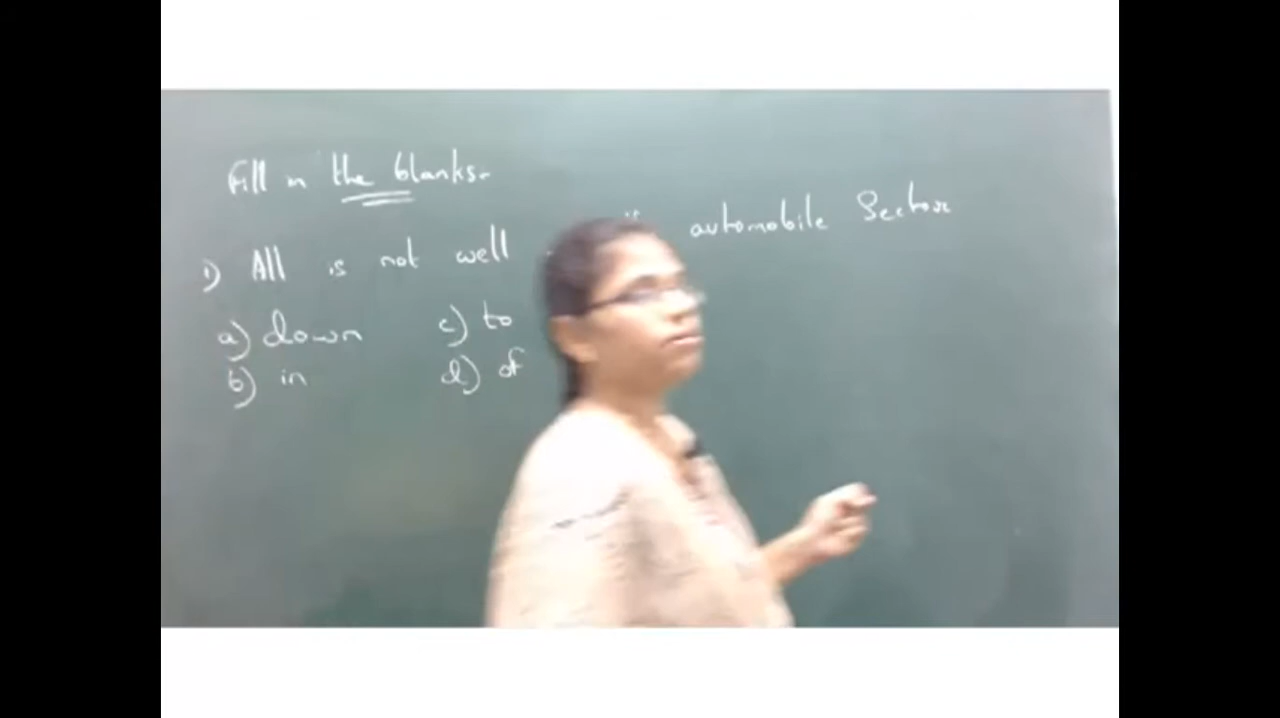 Fill in the blanks.
1) All is not well automobile Sector
a) down c) to
b) in d) of